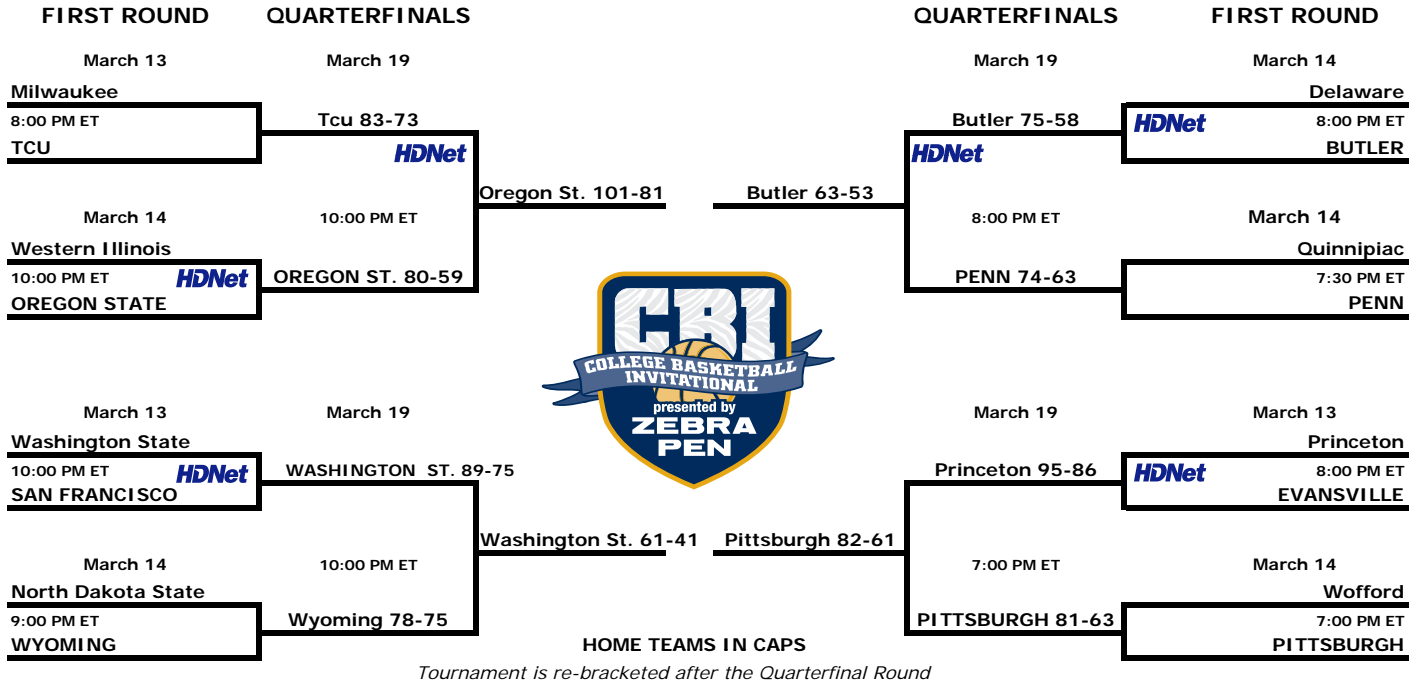 FIRST ROUND QUARTERFINALS QUARTERFINALS FIRST ROUND
March 13 March 19 March 19 March 14
Milwaukee Delaware
8:00 PM ET Tcu 83-73 Butler 75-58 HDNet 8:00 PM ET
TCU HDNet HDNet BUTLER
Oregon St. 101-81 Butler 63-53
March 14 10:00 PM ET 8:00 PM ET March 14
Western Illinois Quinnipiac
10:00 PM ET HDNet OREGON ST. 80-59 PENN 74-63 7:30 PM ET
OREGON STATE PENN
CBI
COLLEGE BASKETBALL
INVITATIONAL
presented by
ZEBRA
PEN
March 13 March 19 March 19 March 13
Washington State Princeton
10:00 PM ET HDNet WASHINGTON ST. 89-75 Princeton 95-86 HDNet 8:00 PM ET
SAN FRANCISCO EVANSVILLE
Washington St. 61-41 Pittsburgh 82-61
March 14 10:00 PM ET 7:00 PM ET March 14
North Dakota State Wofford
9:00 PM ET Wyoming 78-75 PITTSBURGH 81-63 7:00 PM ET
WYOMING HOME TEAMS IN CAPS PITTSBURGH
Tournament is re-bracketed after the Quarterfinal Round